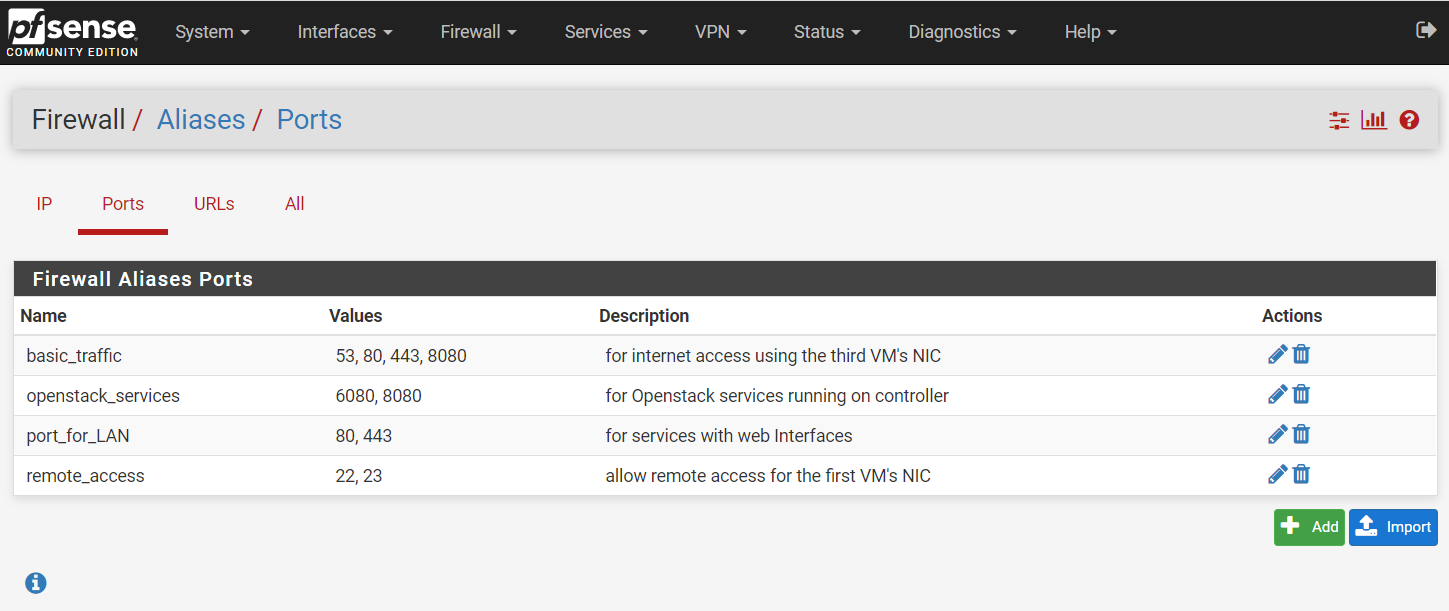 pfsense System Interfaces Firewall Services VPN Status Diagnostics Help
COMMUNITY EDITION
Firewall / Aliases / Ports
IP Ports URLs All
Firewall Aliases Ports
Name Values Description Actions
basic_traffic 53, 80, 443, 8080 for internet access using the third VM's NIC
openstack_services 6080, 8080 for Openstack services running on controller
port_for_LAN 80, 443 for services with web Interfaces
remote_access 22, 23 allow remote access for the first VM's NIC
Add Import